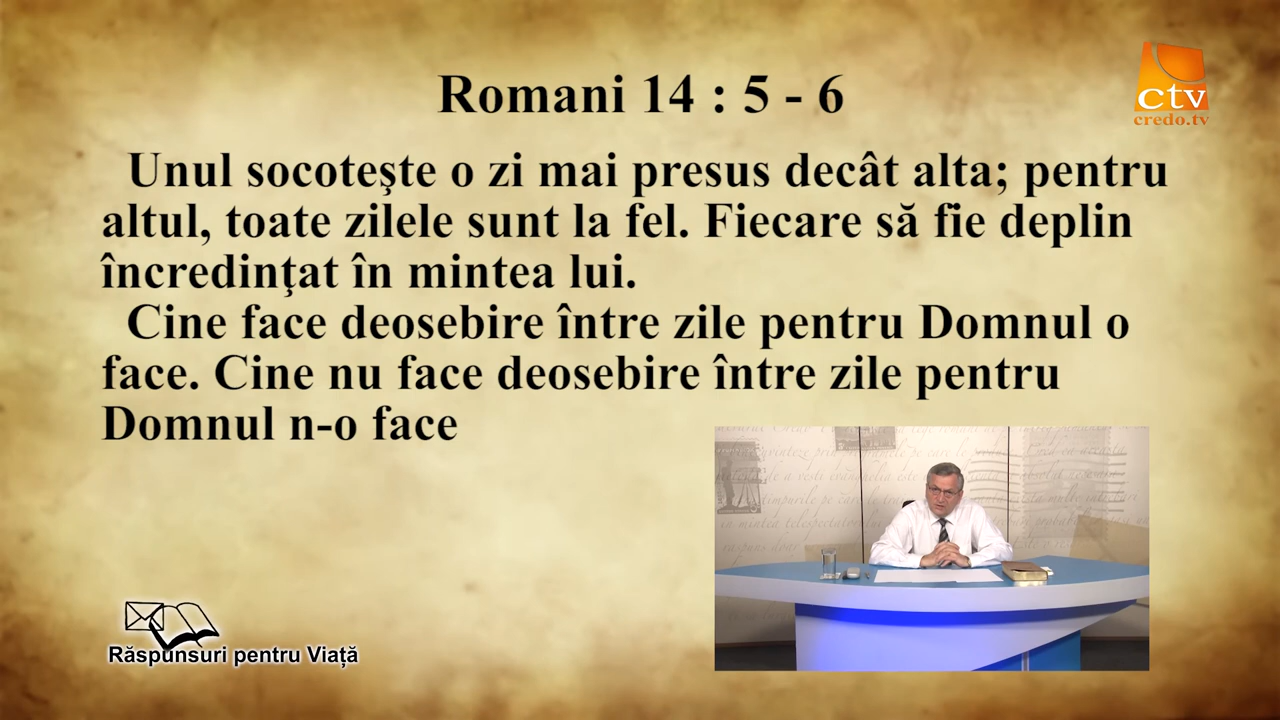 Romani 14 : 5 - 6
ctv
credo.tv
Unul socoteşte o zi mai presus decât alta; pentru
altul, toate zilele sunt la fel. Fiecare să fie deplin
încredinţat în mintea lui.
Cine face deosebire între zile pentru Domnul o
face. Cine nu face deosebire între zile pentru
Domnul n-o face
Răspunsuri pentru Viață